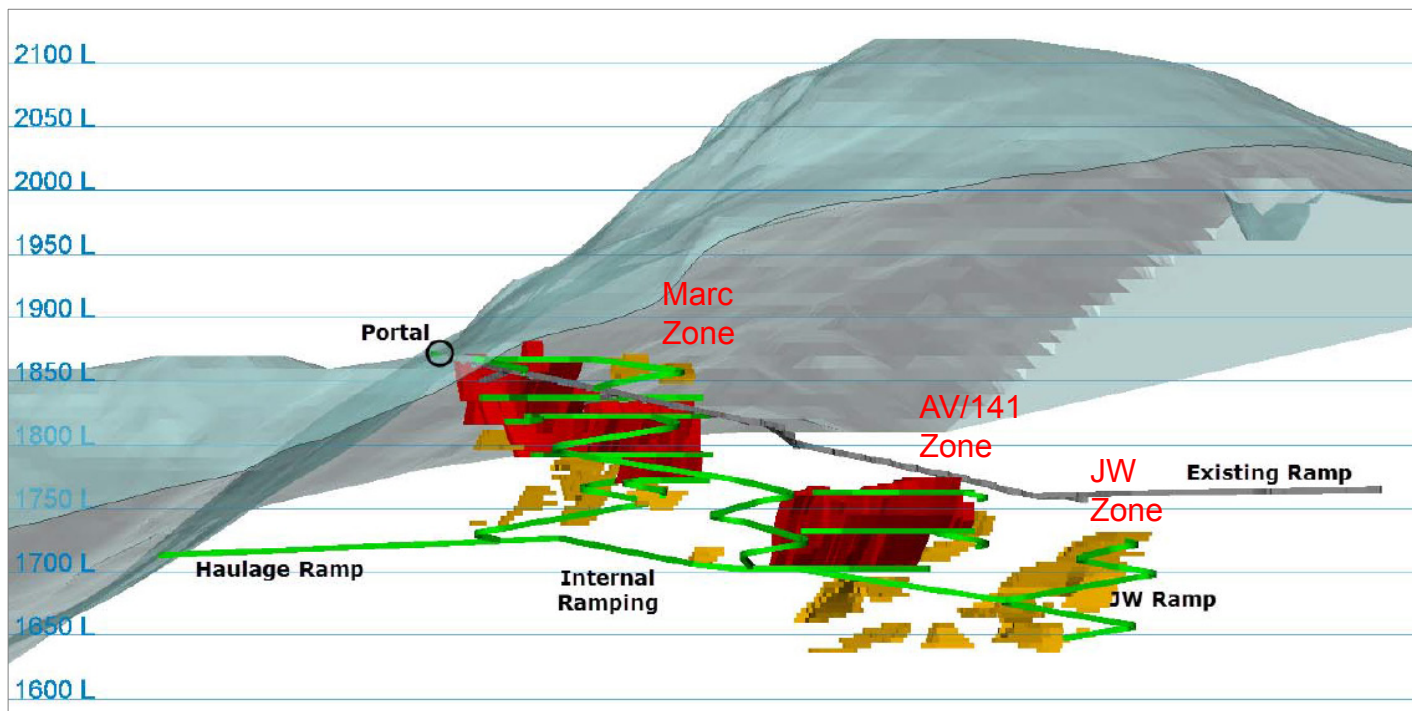 2100 L
2050 L
2000 L
1950 L
1900 L
Marc
Zone
Portal
1850 L
AV/141
Zone
1800 L
JW
Zone
Existing Ramp
1750 L
1700 L
Haulage Ramp
Internal
Ramping
JW Ramp
1650 L
1600 L